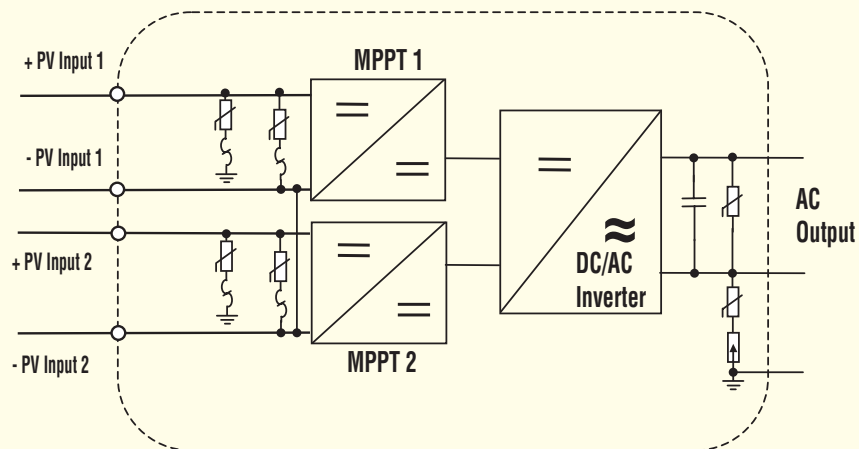 MPPT 1
+ PV Input 1
- PV Input 1
+ PV Input 2
- PV Input 2
MPPT 2
DC/AC
Inverter
AC
Output